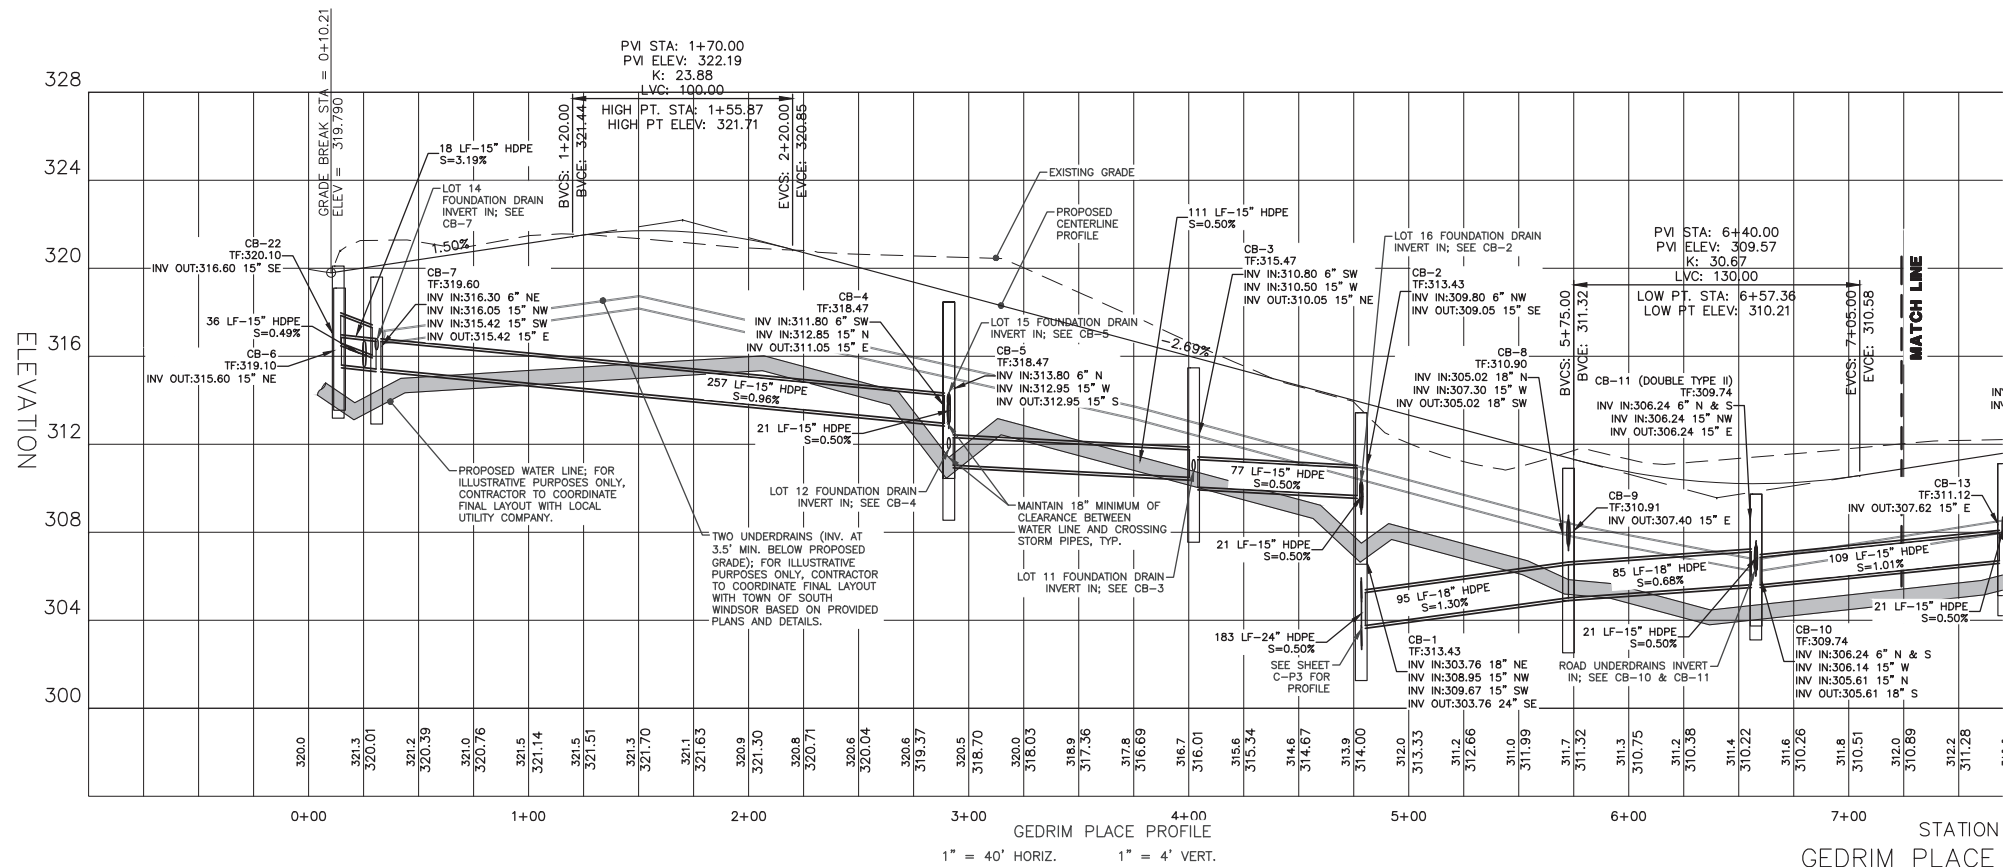 GRADE BREAK STA = 0+10.21
ELEV = 319.790
PVI STA: 1+70.00
PVI ELEV: 322.19
K: 23.88
LVC: 100.00
HIGH PT. STA: 1+55.87
HIGH PT ELEV: 321.71
BVCS: 1+20.00
BVCE: 321.44
EVCS: 2+20.00
EVCE: 320.85
328
324
320
316
312
308
304
300
ELEVATION
18 LF-15" HDPE
S=3.19%
LOT 14
FOUNDATION DRAIN
INVERT IN; SEE
CB-7
1.50%
CB-22
TF:320.10
INV OUT:316.60 15" SE
36 LF-15" HDPE
S=0.49%
CB-6
TF:319.10
INV OUT:315.60 15" NE
CB-7
TF:319.60
INV IN:316.30 6" NE
INV IN:316.05 15" NW
INV IN:315.42 15" SW
INV OUT:315.42 15" E
257 LF-15" HDPE
S=0.96%
PROPOSED WATER LINE; FOR
ILLUSTRATIVE PURPOSES ONLY,
CONTRACTOR TO COORDINATE
FINAL LAYOUT WITH LOCAL
UTILITY COMPANY.
TWO UNDERDRAINS (INV. AT
3.5' MIN. BELOW PROPOSED
GRADE); FOR ILLUSTRATIVE
PURPOSES ONLY, CONTRACTOR
TO COORDINATE FINAL LAYOUT
WITH TOWN OF SOUTH
WINDSOR BASED ON PROVIDED
PLANS AND DETAILS.
CB-4
TF:318.47
INV IN:311.80 6" SW
INV IN:312.85 15" N
INV OUT:311.05 15" E
21 LF-15" HDPE
S=0.50%
LOT 12 FOUNDATION DRAIN
INVERT IN; SEE CB-4
EXISTING GRADE
PROPOSED
CENTERLINE
PROFILE
LOT 15 FOUNDATION DRAIN
INVERT IN; SEE CB-5
CB-5
TF:318.47
INV IN:313.80 6" N
INV IN:312.95 15" W
INV OUT:312.95 15" S
MAINTAIN 18" MINIMUM OF
CLEARANCE BETWEEN
WATER LINE AND CROSSING
STORM PIPES, TYP.
LOT 11 FOUNDATION DRAIN
INVERT IN; SEE CB-3
111 LF-15" HDPE
S=0.50%
CB-3
TF:315.47
INV IN:310.80 6" SW
INV IN:310.50 15" W
INV OUT:310.05 15" NE
-2.69%
77 LF-15" HDPE
S=0.50%
21 LF-15" HDPE
S=0.50%
183 LF-24" HDPE
S=0.50%
SEE SHEET
C-P3 FOR
PROFILE
LOT 16 FOUNDATION DRAIN
INVERT IN; SEE CB-2
CB-2
TF:313.43
INV IN:309.80 6" NW
INV OUT:309.05 15" SE
CB-8
TF:310.90
INV IN:305.02 18" N
INV IN:307.30 15" W
INV OUT:305.02 18" SW
95 LF-18" HDPE
S=1.30%
CB-1
TF:313.43
INV IN:303.76 18" NE
INV IN:308.95 15" NW
INV IN:309.67 15" SW
INV OUT:303.76 24" SE
PVI STA: 6+40.00
PVI ELEV: 309.57
K: 30.67
LVC: 130.00
LOW PT. STA: 6+57.36
LOW PT ELEV: 310.21
BVCS: 5+75.00
BVCE: 311.32
EVCS: 7+05.00
EVCE: 310.58
MATCH LINE
CB-11 (DOUBLE TYPE II)
TF:309.74
INV IN:306.24 6" N & S
INV IN:306.24 15" NW
INV OUT:306.24 15" E
CB-9
TF:310.91
INV OUT:307.40 15" E
85 LF-18" HDPE
S=0.68%
21 LF-15" HDPE
S=0.50%
ROAD UNDERDRAINS INVERT
IN; SEE CB-10 & CB-11
CB-10
TF:309.74
INV IN:306.24 6" N & S
INV IN:306.14 15" W
INV IN:305.61 15" N
INV OUT:305.61 18" S
109 LF-15" HDPE
S=1.01%
CB-13
TF:311.12
INV OUT:307.62 15" E
21 LF-15" HDPE
S=0.50%
320.0
321.3 320.01
321.2 320.39
321.0 320.76
321.5 321.14
321.5 321.51
321.3 321.70
321.1 321.63
320.9 321.30
320.8 320.71
320.6 320.04
320.6 319.37
320.5 318.70
320.0 318.03
318.9 317.36
317.8 316.69
316.7 316.01
315.6 315.34
314.6 314.67
313.9 314.00
312.0 313.33
311.2 312.66
311.0 311.99
311.7 311.32
311.3 310.75
311.2 310.38
311.4 310.22
311.6 310.26
311.8 310.51
312.0 310.89
312.2 311.28
0+00 1+00 2+00 3+00 4+00 5+00 6+00 7+00
GEDRIM PLACE PROFILE
1" = 40' HORIZ. 1" = 4' VERT.
STATION
GEDRIM PLACE